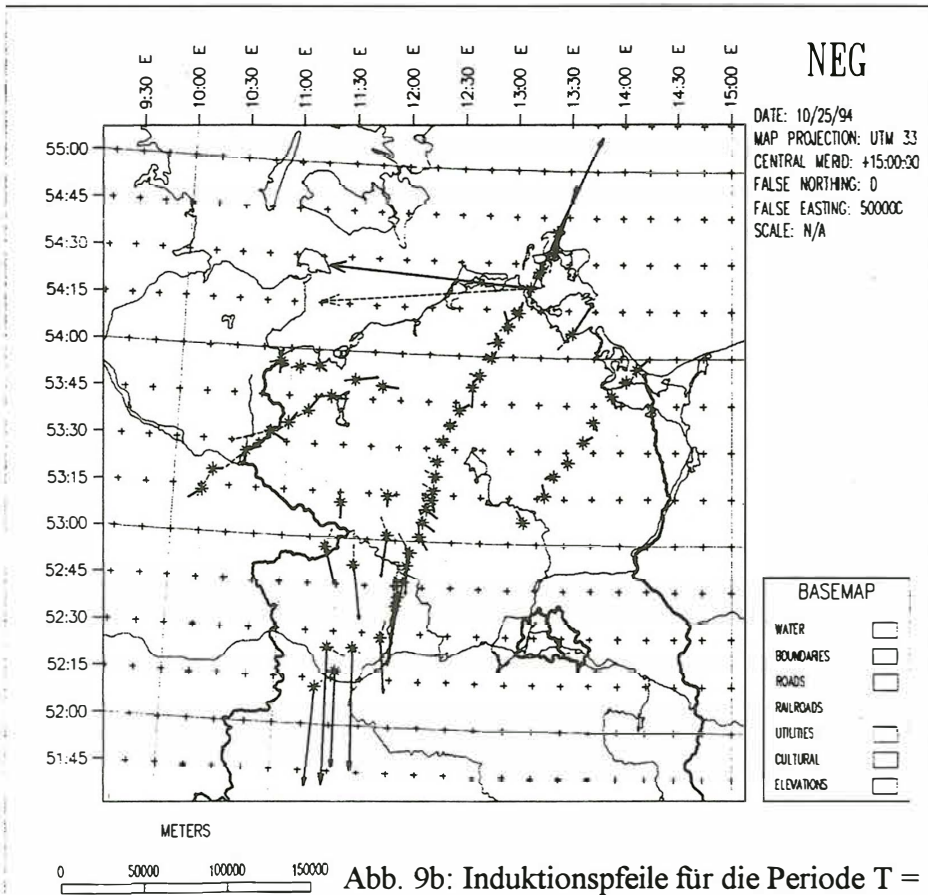 9:30 E
10:00 E
10:30 E
11:00 E
11:30 E
12:00 E
12:30 E
13:00 E
13:30 E
14:00 E
14:30 E
15:00 E
NEG
DATE: 10/25/94
MAP PROJECTION: UTM 33
CENTRAL MERID: +15:00:00
FALSE NORTHING: 0
FALSE EASTING: 500000
SCALE: N/A
55:00
54:45
54:30
54:15
54:00
53:45
53:30
53:15
53:00
52:45
52:30
52:15
52:00
51:45
BASEMAP
WATER
BOUNDARIES
ROADS
RAILROADS
UTILITIES
CULTURAL
ELEVATIONS
METERS
0 50000 100000 150000
Abb. 9b: Induktionspfeile für die Periode T =